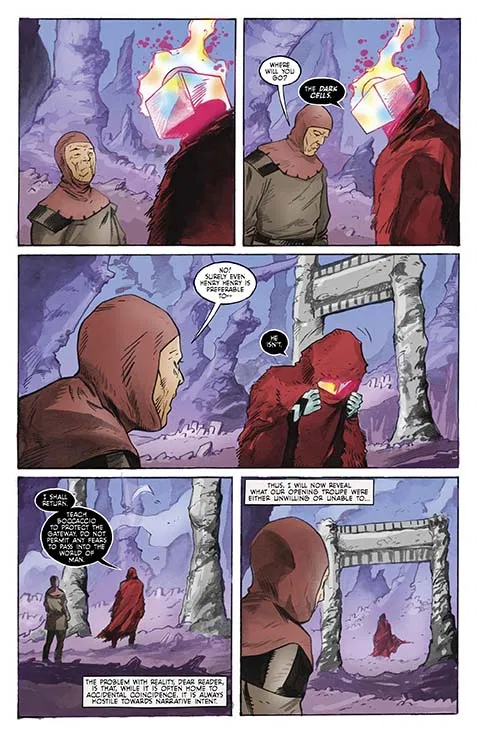 WHERE
WILL YOU
GO?
THE DARK
CELLS.
NO!
SURELY EVEN
HENRY HENRY IS
PREFERABLE
TO--
HE
ISN'T.
I SHALL
RETURN.
TEACH
BOCCACCIO
TO PROTECT THE
GATEWAY. DO NOT
PERMIT ANY FEARS
TO PASS INTO THE
WORLD OF
MAN.
THE PROBLEM WITH REALITY, DEAR READER,
IS THAT, WHILE IT IS OFTEN HOME TO
ACCIDENTAL COINCIDENCE, IT IS ALWAYS
HOSTILE TOWARDS NARRATIVE INTENT.
THUS, I WILL NOW REVEAL
WHAT OUR OPENING TROUPE WERE
EITHER UNWILLING OR UNABLE TO...